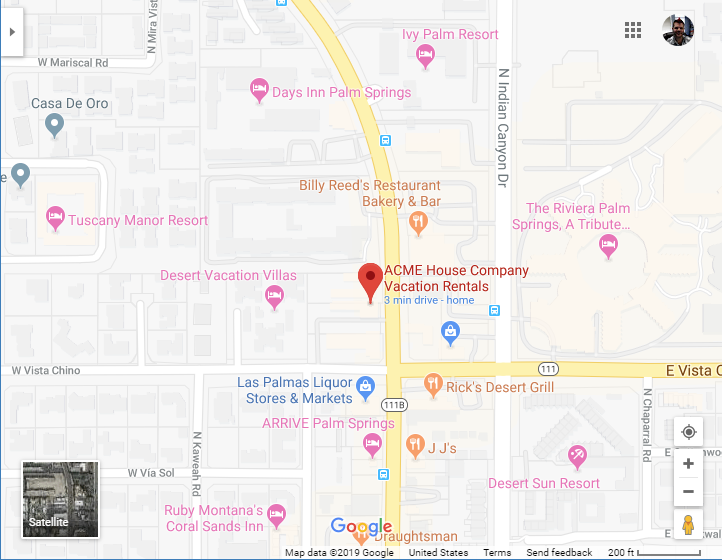 N Mira Vist
Ivy Palm Resort
W Mariscal Rd
N Indian Canyon Dr
Days Inn Palm Springs
Casa De Oro
e
Billy Reed's Restaurant
Bakery & Bar
Tuscany Manor Resort
The Riviera Palm
Springs, A Tribute...
Desert Vacation Villas
ACME House Company
Vacation Rentals
3 min drive - home
W Vista Chino
111
E Vista C
Las Palmas Liquor
Stores & Markets
Rick's Desert Grill
111B
N Chaparral Rd
ARRIVE Palm Springs
N Kaweah Rd
J J's
W Vía Sol
Desert Sun Resort
Satellite
Ruby Montana's
Coral Sands Inn
Google
Draughtsman
Map data ©2019 Google
United States
Terms
Send feedback
200 ft